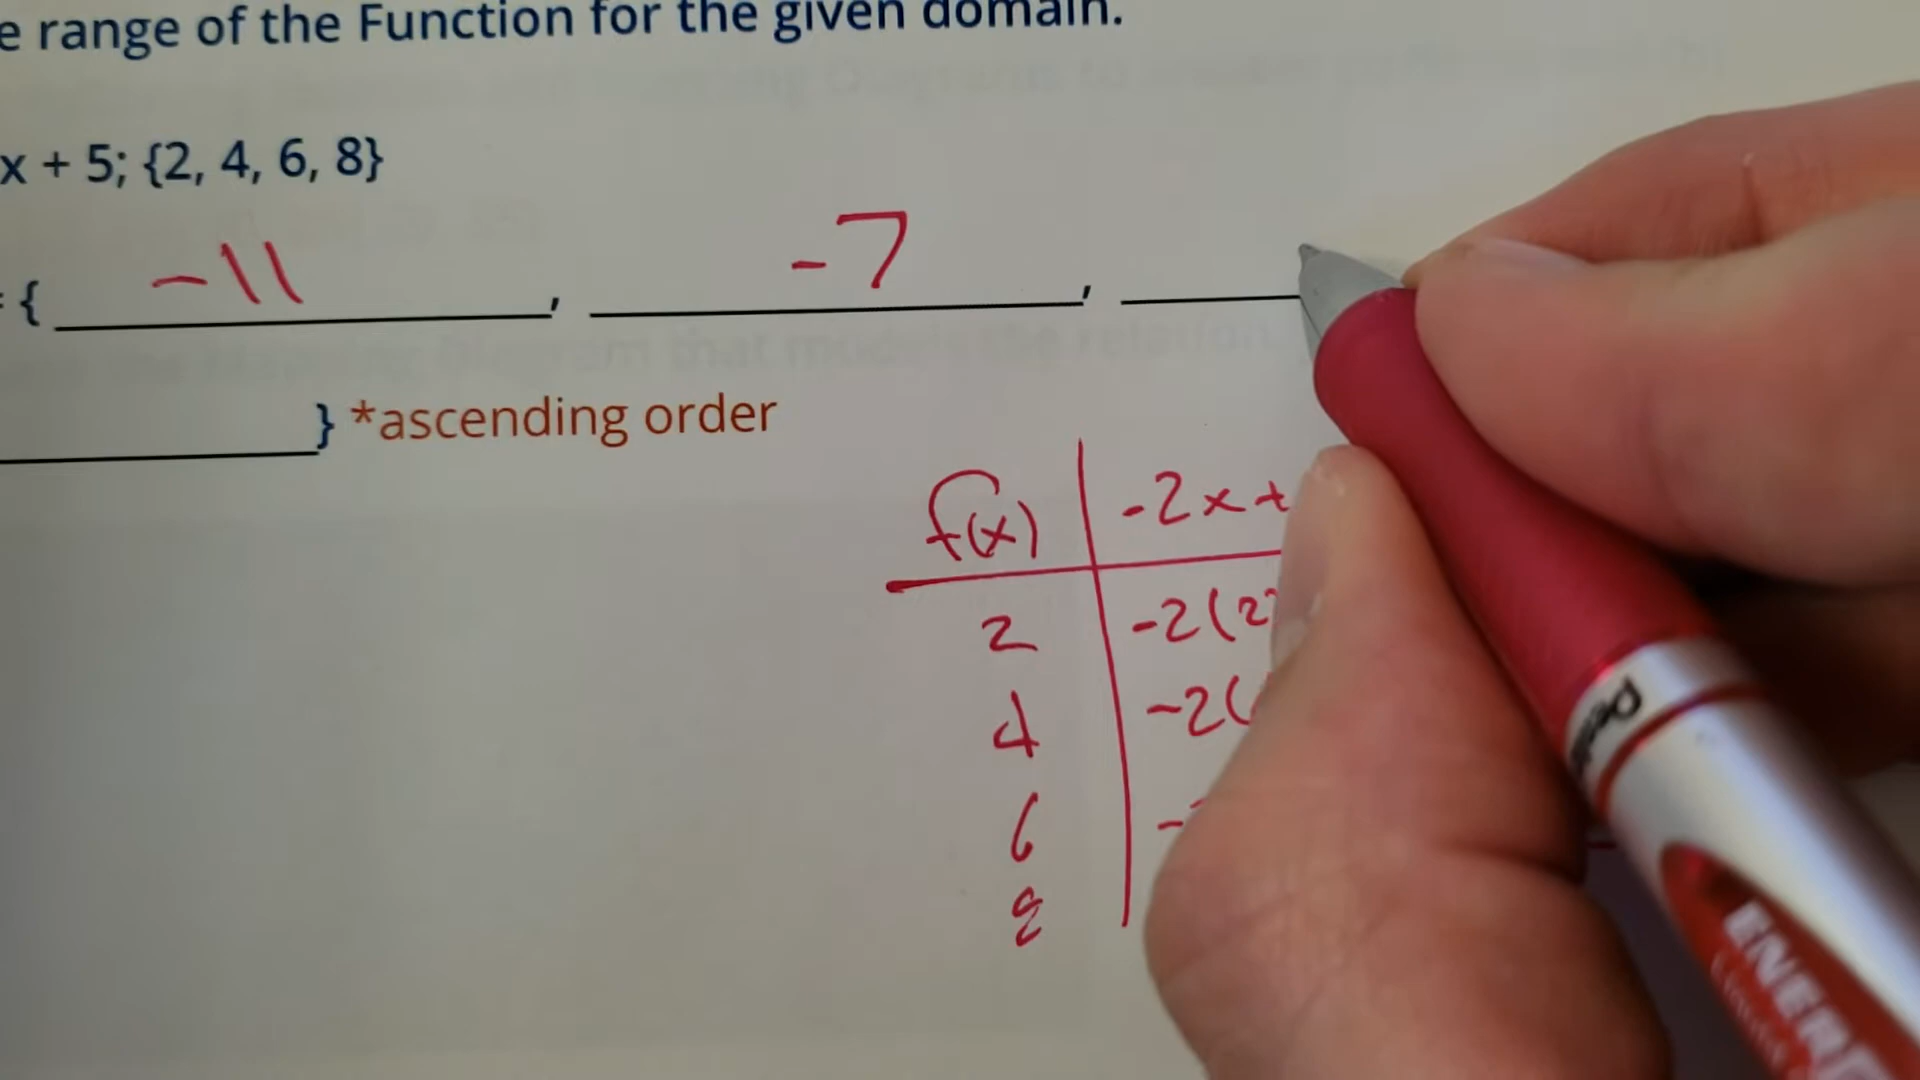 e range of the Function for the given domain.
x + 5; {2, 4, 6, 8}
= { -11, -7,
} *ascending order
f(x) -2x+
2 -2(2)
4 -2(
6 -
8
ENER